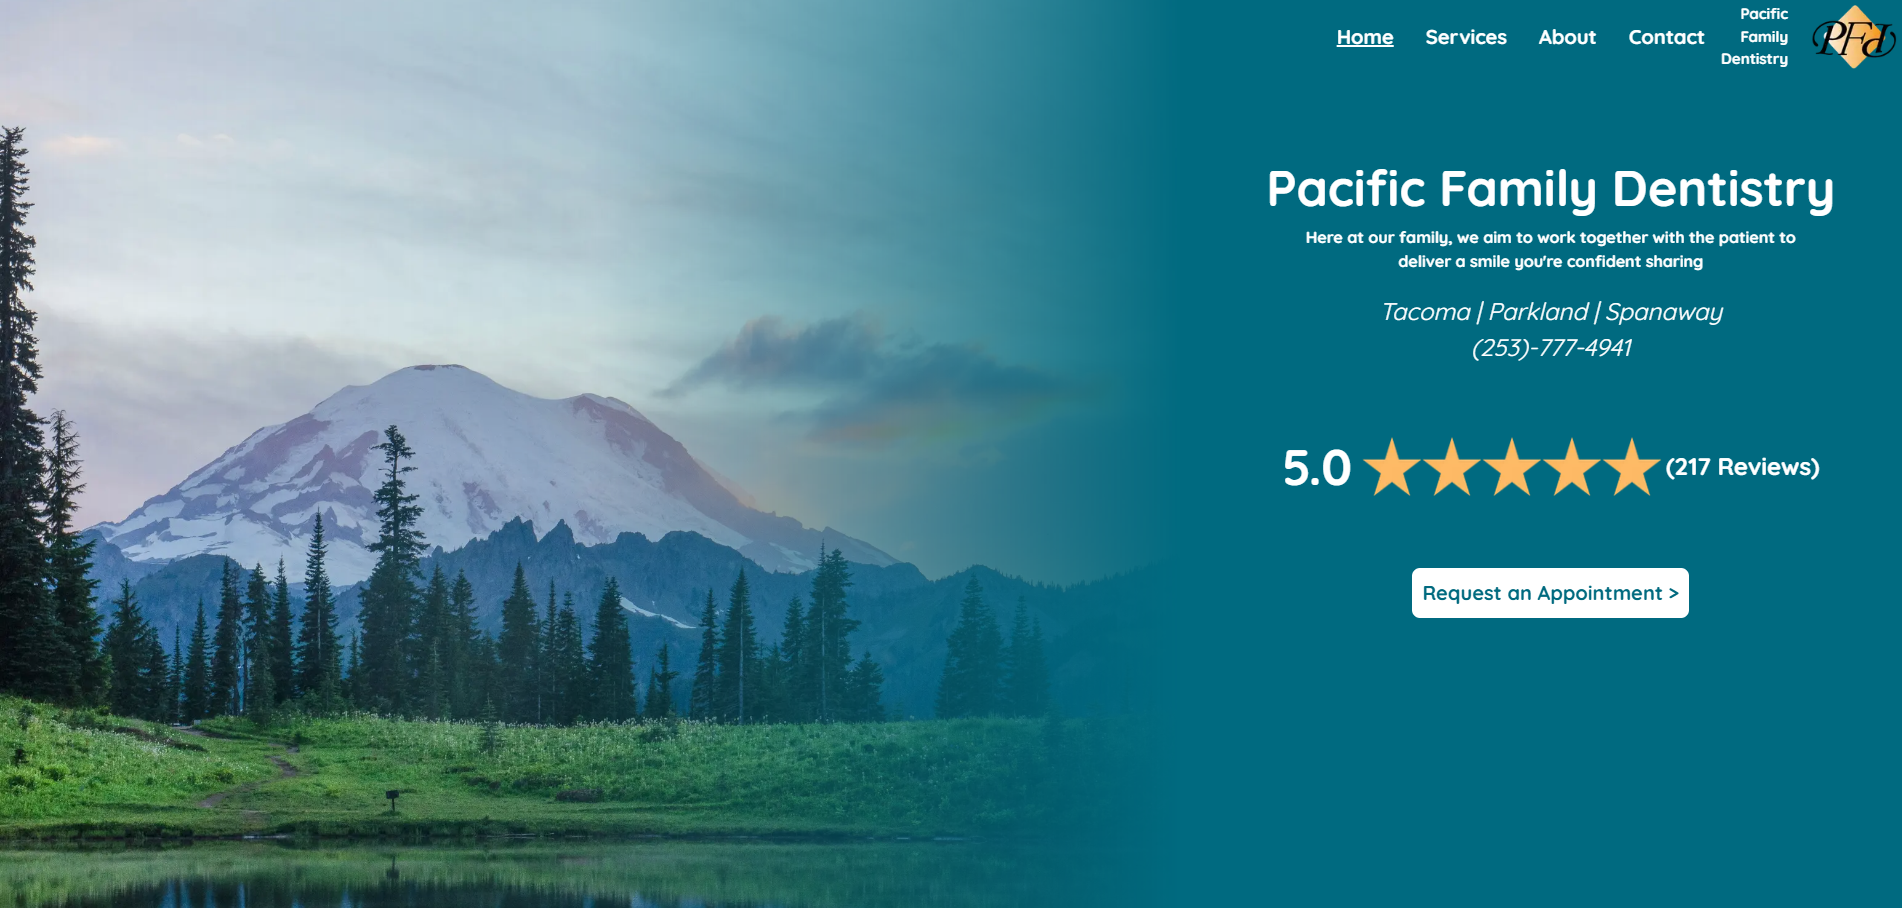 Home Services About Contact
Pacific
Family
Dentistry
PFd
Pacific Family Dentistry
Here at our family, we aim to work together with the patient to
deliver a smile you're confident sharing
Tacoma | Parkland | Spanaway
(253)-777-4941
5.0 (217 Reviews)
Request an Appointment >